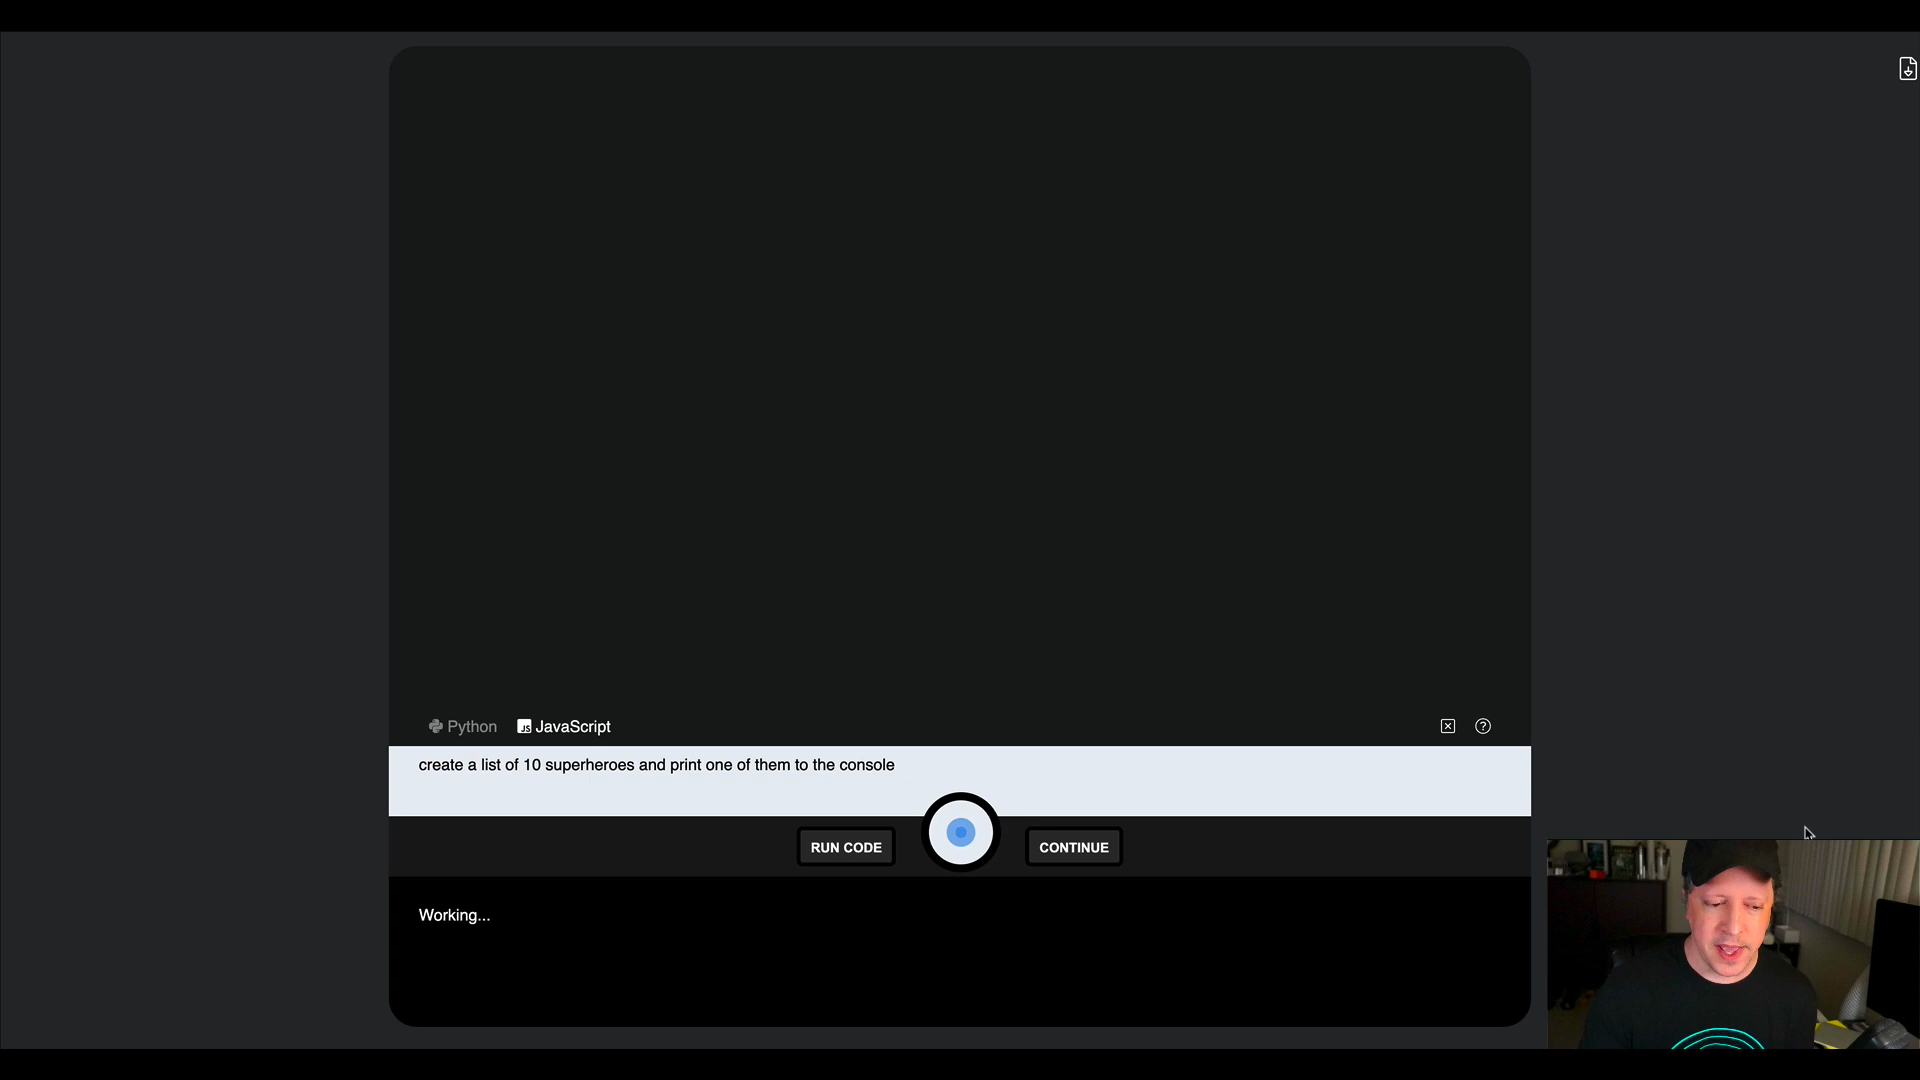 Python JavaScript
create a list of 10 superheroes and print one of them to the console
RUN CODE CONTINUE
Working...